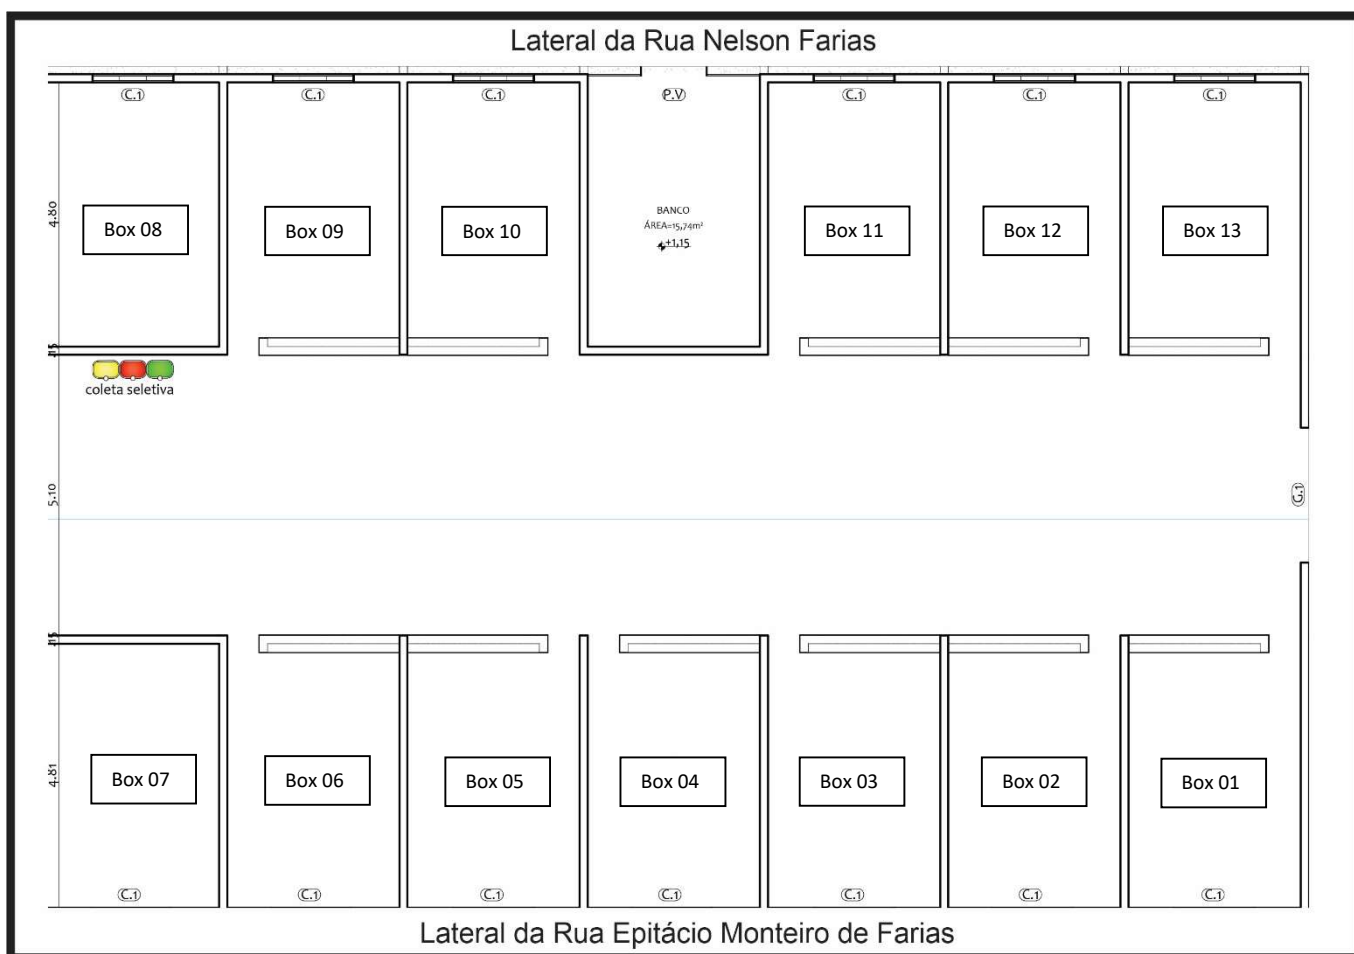 Lateral da Rua Nelson Farias
C.1 C.1 C.1 P.V C.1 C.1 C.1
4.80
Box 08 Box 09 Box 10
BANCO
ÁREA=15,74m²
+1,15
Box 11 Box 12 Box 13
.15
coleta seletiva
5.10
G.1
.15
4.81
Box 07 Box 06 Box 05 Box 04 Box 03 Box 02 Box 01
C.1 C.1 C.1 C.1 C.1 C.1 C.1
Lateral da Rua Epitácio Monteiro de Farias